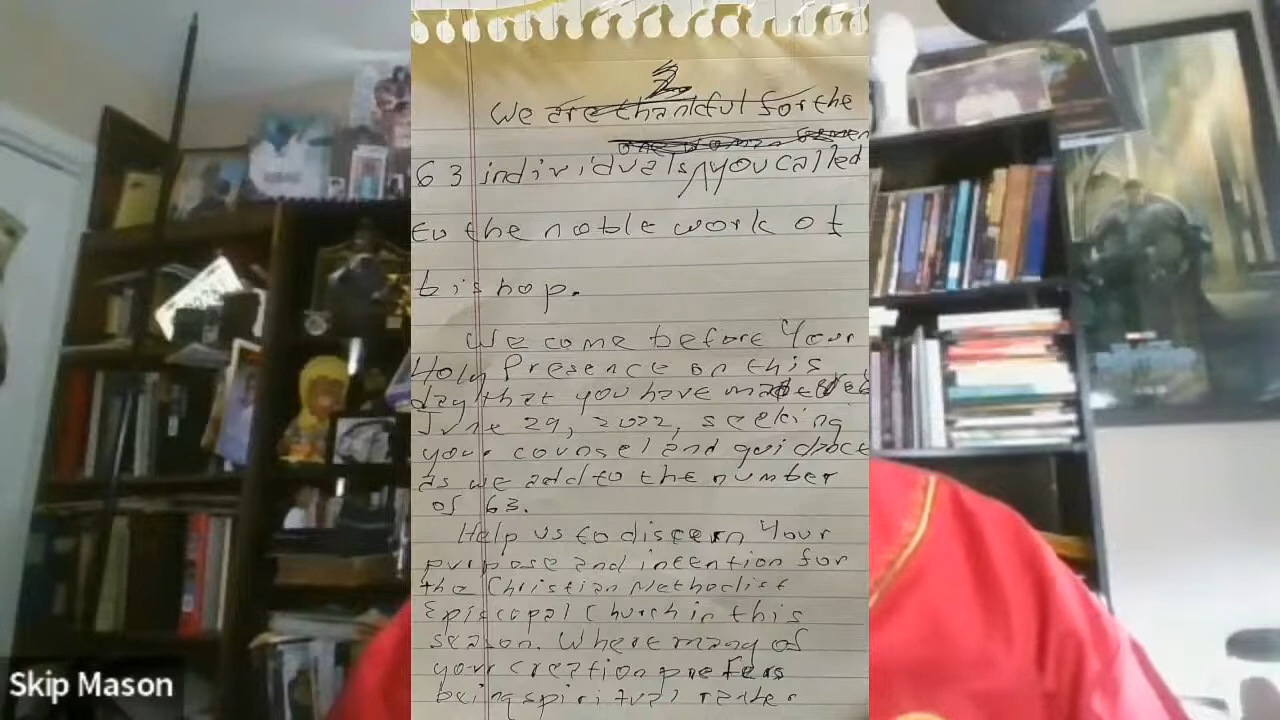 2
We are thankful for the
63 individuals you called
to the noble work of
bishop.
We come before Your
Holy Presence on this
day that you have made
June 29, 2022, seeking
your counsel and guidance
as we add to the number
of 63.
Help us to discern Your
purpose and intention for
the Christian Methodist
Episcopal Church in this
season. Where many of
your creation prefers
being spiritual
Skip Mason